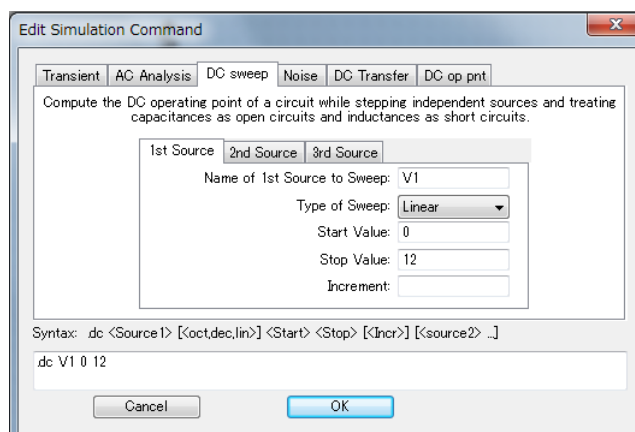 Edit Simulation Command
Transient AC Analysis DC sweep Noise DC Transfer DC op pnt
Compute the DC operating point of a circuit while stepping independent sources and treating
capacitances as open circuits and inductances as short circuits.
1st Source 2nd Source 3rd Source
Name of 1st Source to Sweep: V1
Type of Sweep: Linear
Start Value: 0
Stop Value: 12
Increment:
Syntax: .dc <Source1> [<oct,dec,lin>] <Start> <Stop> [<Incr>] [<source2> ...]
.dc V1 0 12
Cancel OK